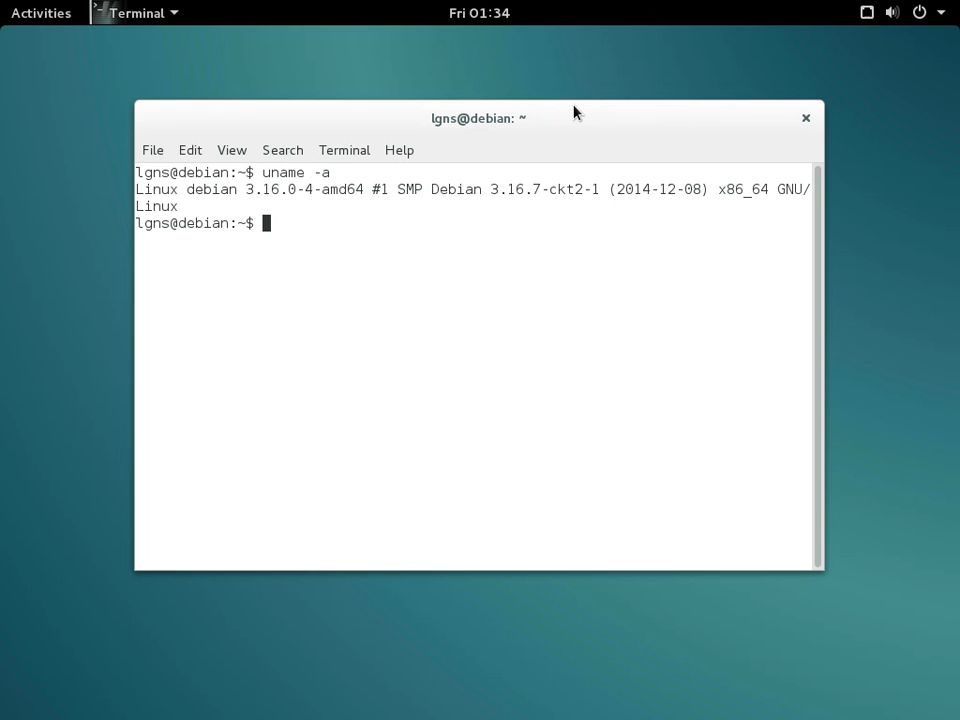 Activities Terminal Fri 01:34
lgns@debian: ~
File Edit View Search Terminal Help
lgns@debian:~$ uname -a
Linux debian 3.16.0-4-amd64 #1 SMP Debian 3.16.7-ckt2-1 (2014-12-08) x86_64 GNU/
Linux
lgns@debian:~$